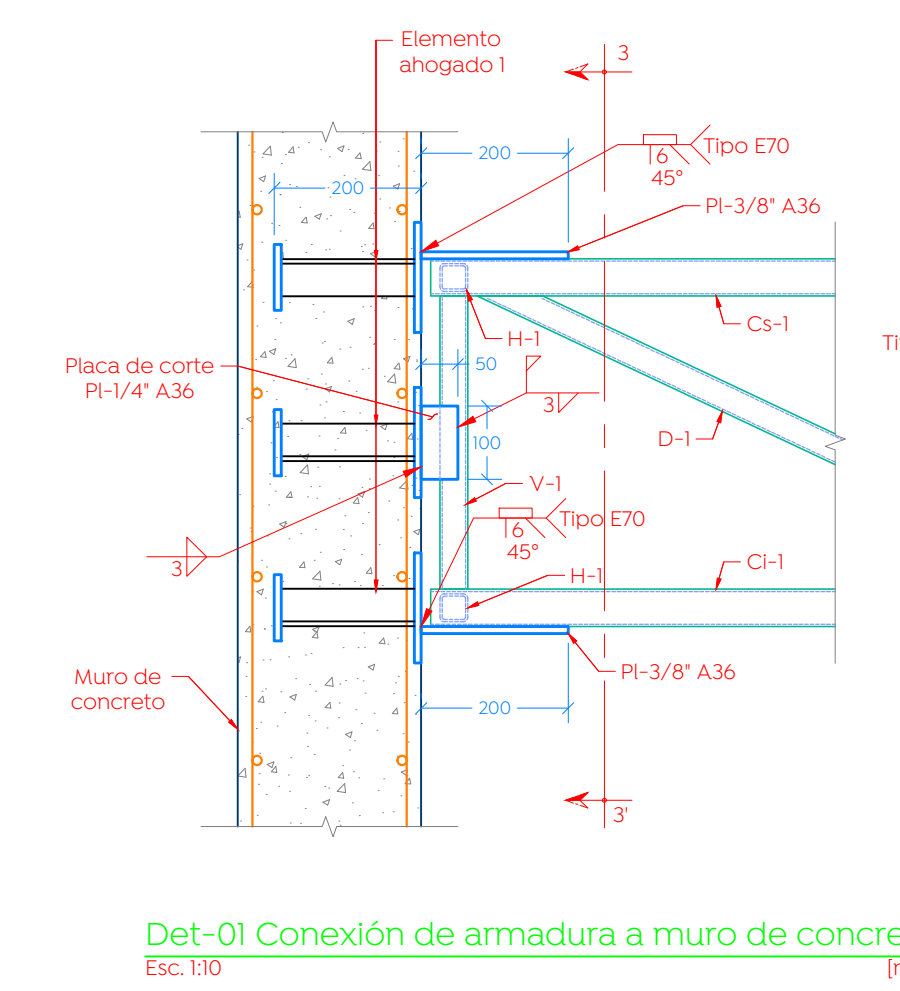 Elemento
ahogado 1
3
200
Tipo E70
6
45°
200
Pl-3/8" A36
Cs-1
H-1
Placa de corte
Pl-1/4" A36
50
3
100
D-1
V-1
6
45°
Tipo E70
3
H-1
Ci-1
Muro de
concreto
Pl-3/8" A36
200
3'
Det-01 Conexión de armadura a muro de concre
Esc. 1:10